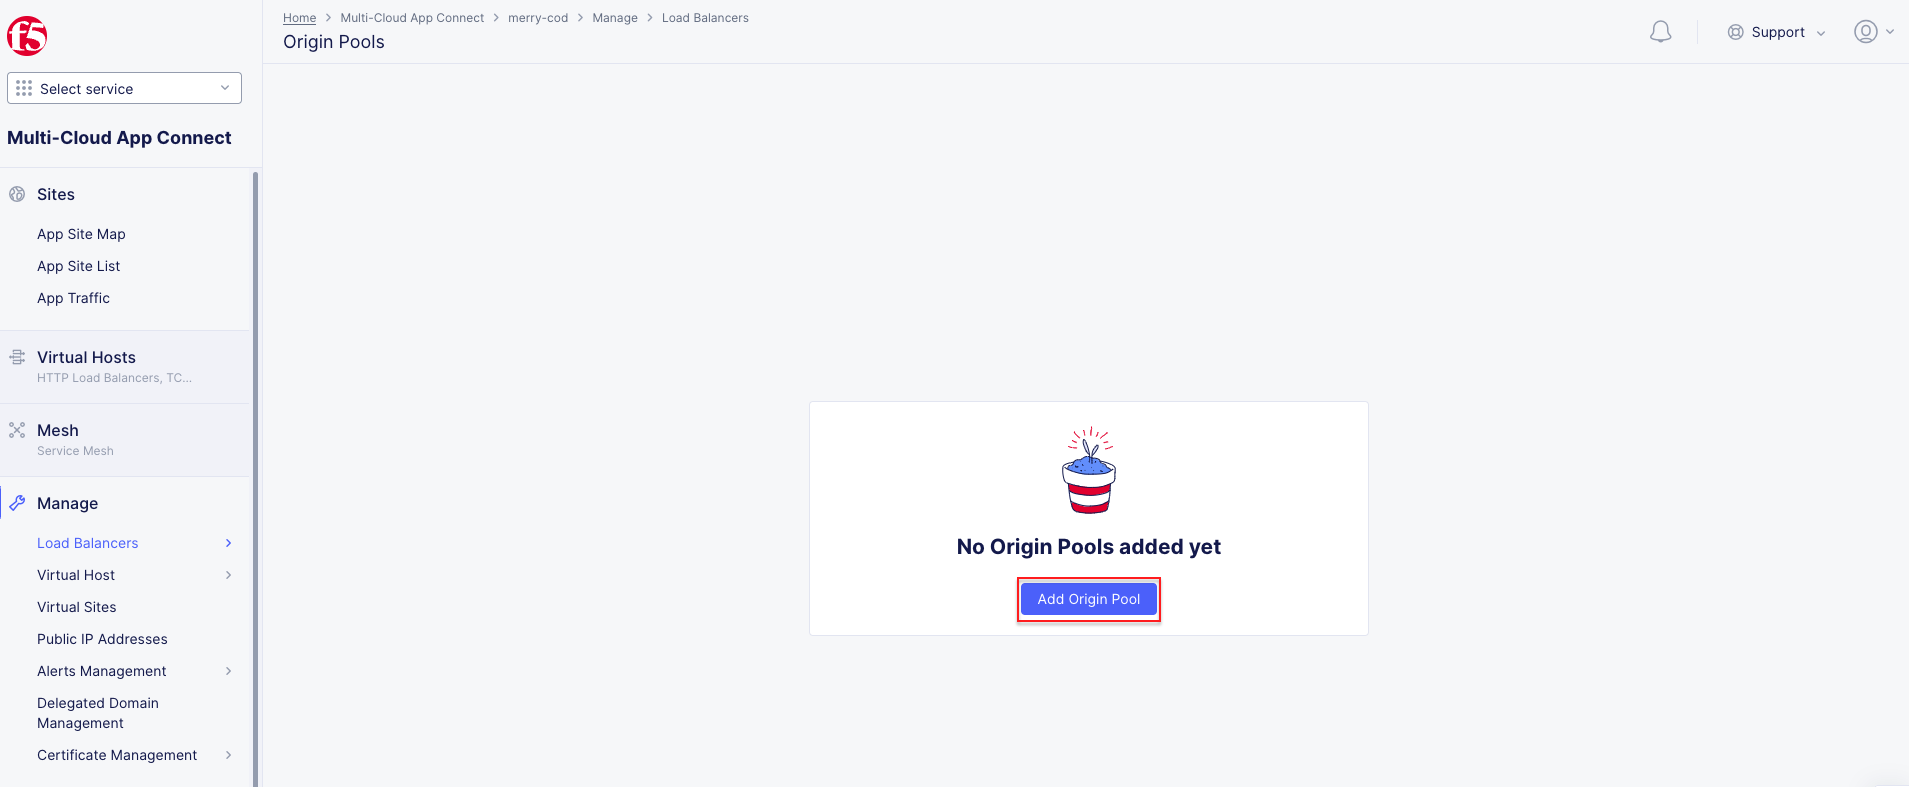 f5
Home > Multi-Cloud App Connect > merry-cod > Manage > Load Balancers
Origin Pools
Support
Select service
Multi-Cloud App Connect
Sites
App Site Map
App Site List
App Traffic
Virtual Hosts
HTTP Load Balancers, TC...
Mesh
Service Mesh
Manage
Load Balancers
Virtual Host
Virtual Sites
Public IP Addresses
Alerts Management
Delegated Domain
Management
Certificate Management
No Origin Pools added yet
Add Origin Pool